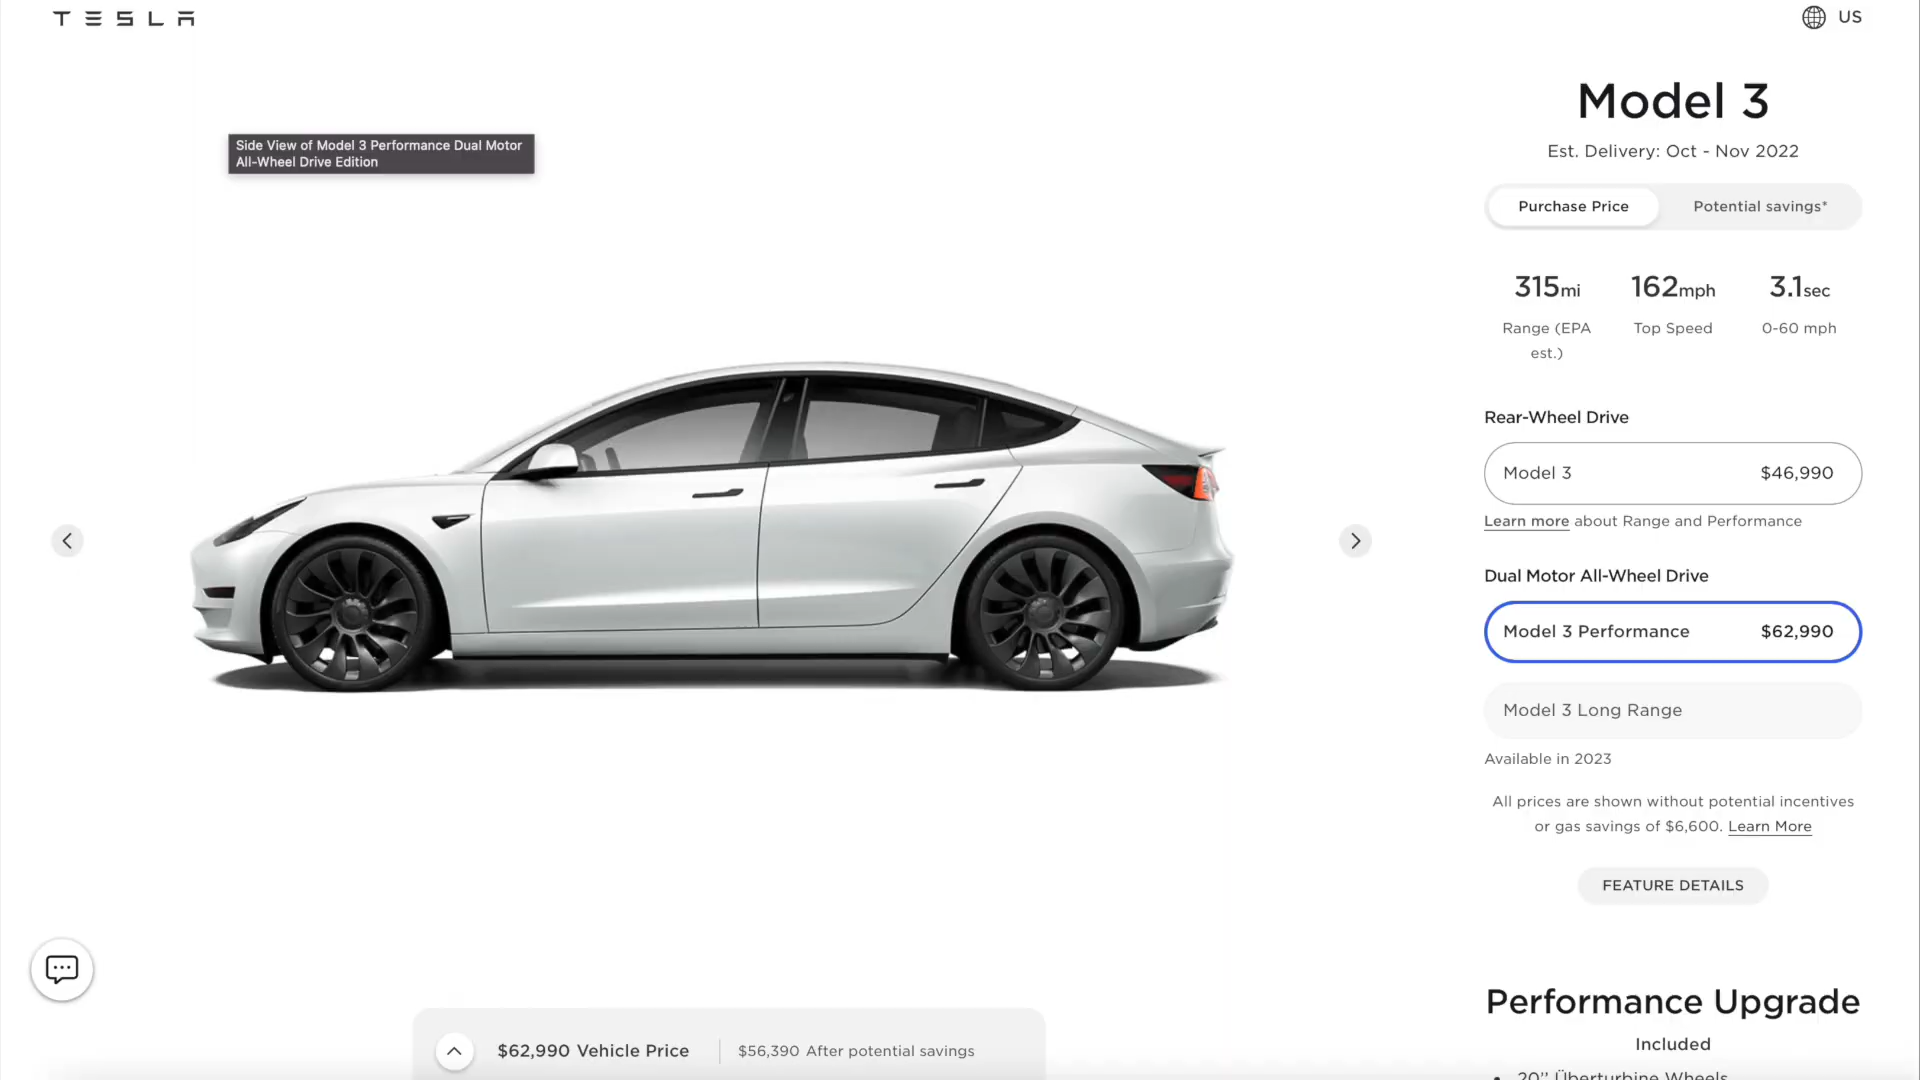 TESLA
US
Side View of Model 3 Performance Dual Motor
All-Wheel Drive Edition
Model 3
Est. Delivery: Oct - Nov 2022
Purchase Price
Potential savings*
315mi
162mph
3.1sec
Range (EPA
est.)
Top Speed
0-60 mph
Rear-Wheel Drive
Model 3
$46,990
Learn more about Range and Performance
Dual Motor All-Wheel Drive
Model 3 Performance
$62,990
Model 3 Long Range
Available in 2023
All prices are shown without potential incentives
or gas savings of $6,600. Learn More
FEATURE DETAILS
Performance Upgrade
Included
• 20’’ Überturbine Wheels
$62,990 Vehicle Price
$56,390 After potential savings